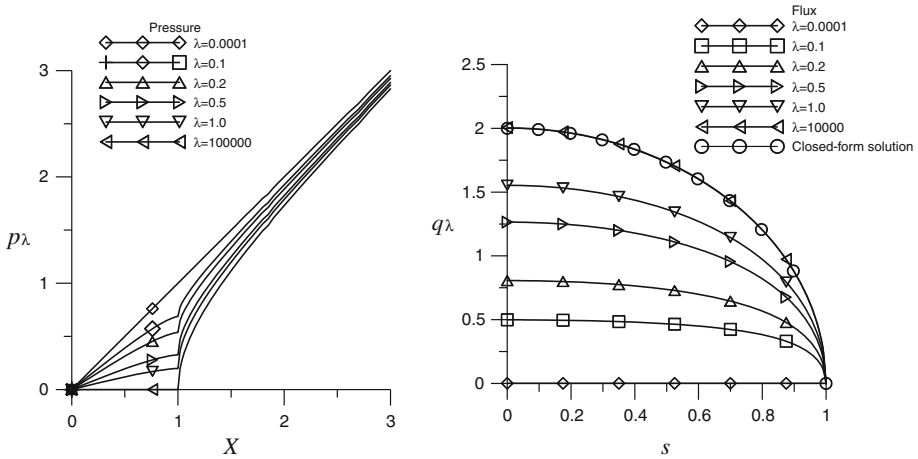 Pressure
λ=0.0001
λ=0.1
λ=0.2
λ=0.5
λ=1.0
λ=100000
3
2
1
0
pλ
0
1
2
3
X
Flux
λ=0.0001
λ=0.1
λ=0.2
λ=0.5
λ=1.0
λ=10000
Closed-form solution
2.5
2.0
1.5
1
0.5
0
qλ
0
0.2
0.4
0.6
0.8
1
s